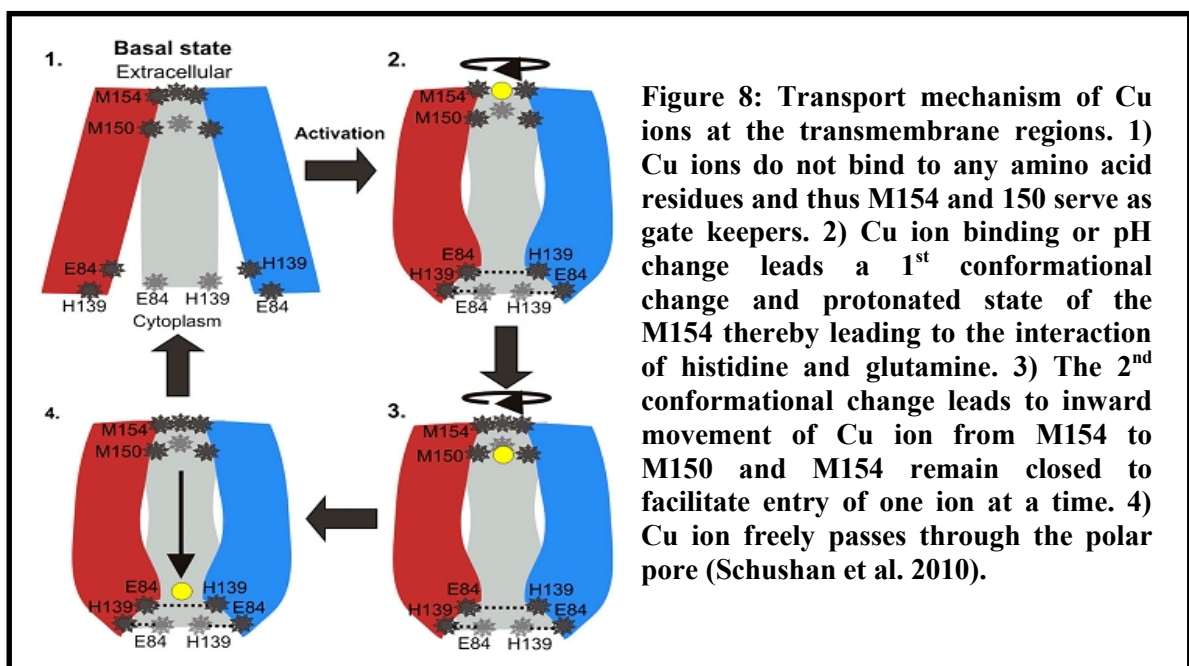 1.
Basal state
Extracellular
M154
M150
E84
H139
E84
H139
H139
E84
Cytoplasm
Activation
2.
M154
M150
E84
H139
H139
E84
E84
H139
3.
M154
M150
E84
H139
H139
E84
E84
H139
4.
M154
M150
E84
H139
H139
E84
E84
H139
Figure 8: Transport mechanism of Cu
ions at the transmembrane regions. 1)
Cu ions do not bind to any amino acid
residues and thus M154 and 150 serve as
gate keepers. 2) Cu ion binding or pH
change leads a 1st conformational
change and protonated state of the
M154 thereby leading to the interaction
of histidine and glutamine. 3) The 2nd
conformational change leads to inward
movement of Cu ion from M154 to
M150 and M154 remain closed to
facilitate entry of one ion at a time. 4)
Cu ion freely passes through the polar
pore (Schushan et al. 2010).